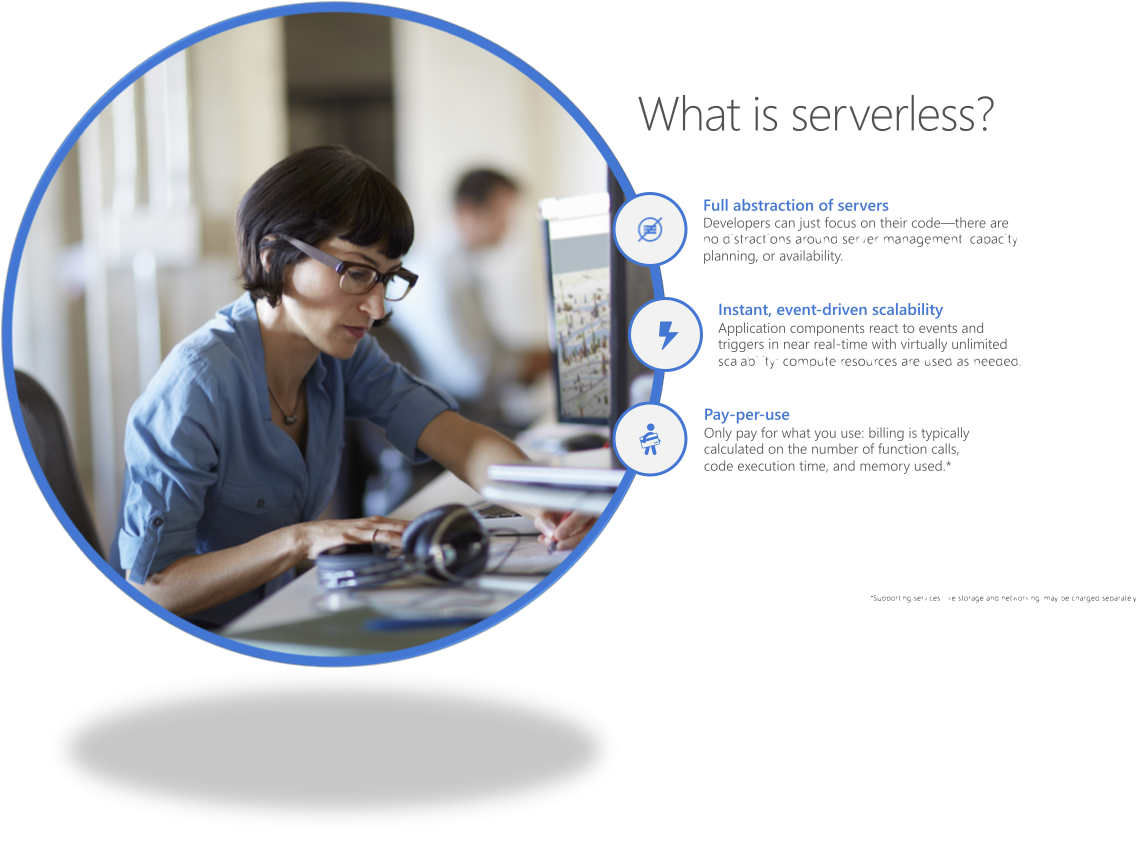 What is serverless?
Full abstraction of servers
Developers can just focus on their code—there are
no distractions around server management, capacity
planning, or availability.
Instant, event-driven scalability
Application components react to events and
triggers in near real-time with virtually unlimited
scalability; compute resources are used as needed.
Pay-per-use
Only pay for what you use: billing is typically
calculated on the number of function calls,
code execution time, and memory used.*
*Supporting services, like storage and networking, may be charged separately